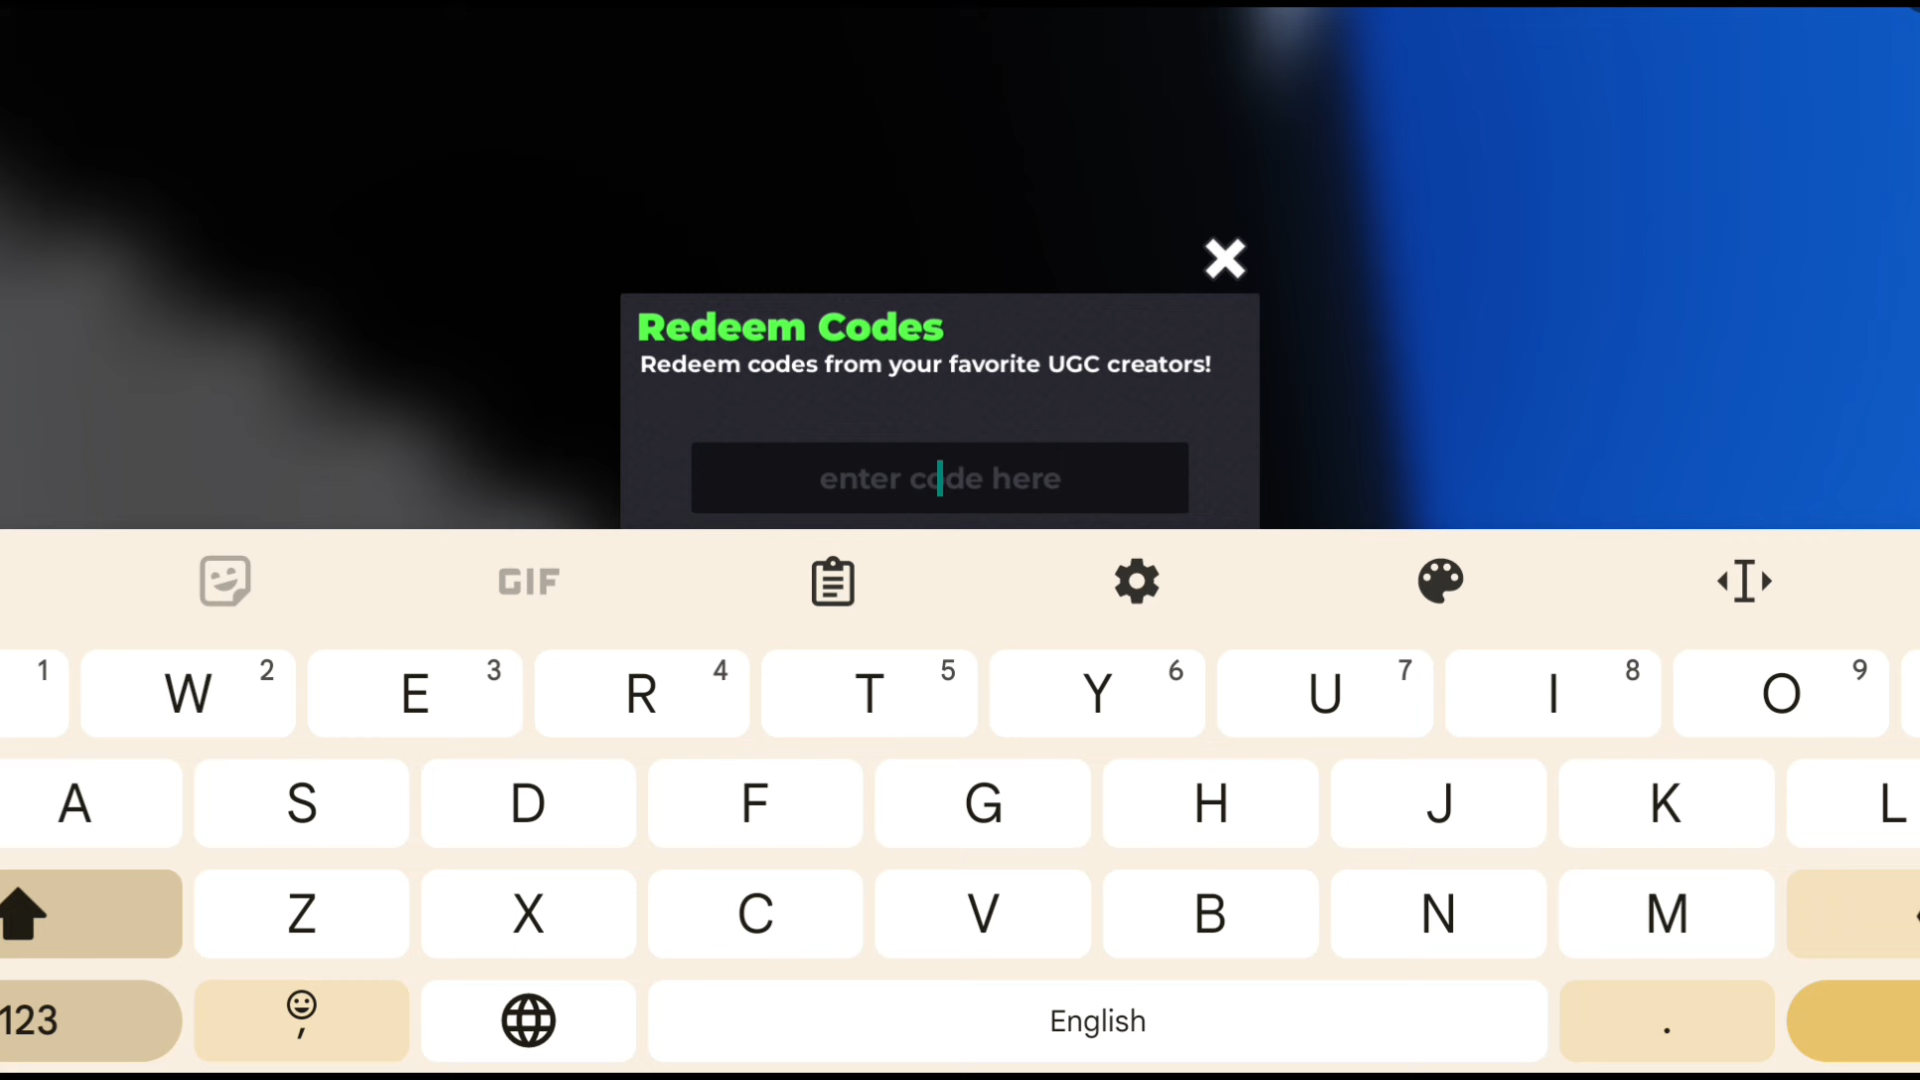 Redeem Codes
Redeem codes from your favorite UGC creators!
enter code here
GIF
1 W 2 E 3 R 4 T 5 Y 6 U 7 I 8 O 9
A S D F G H J K L
Z X C V B N M
123 , English .